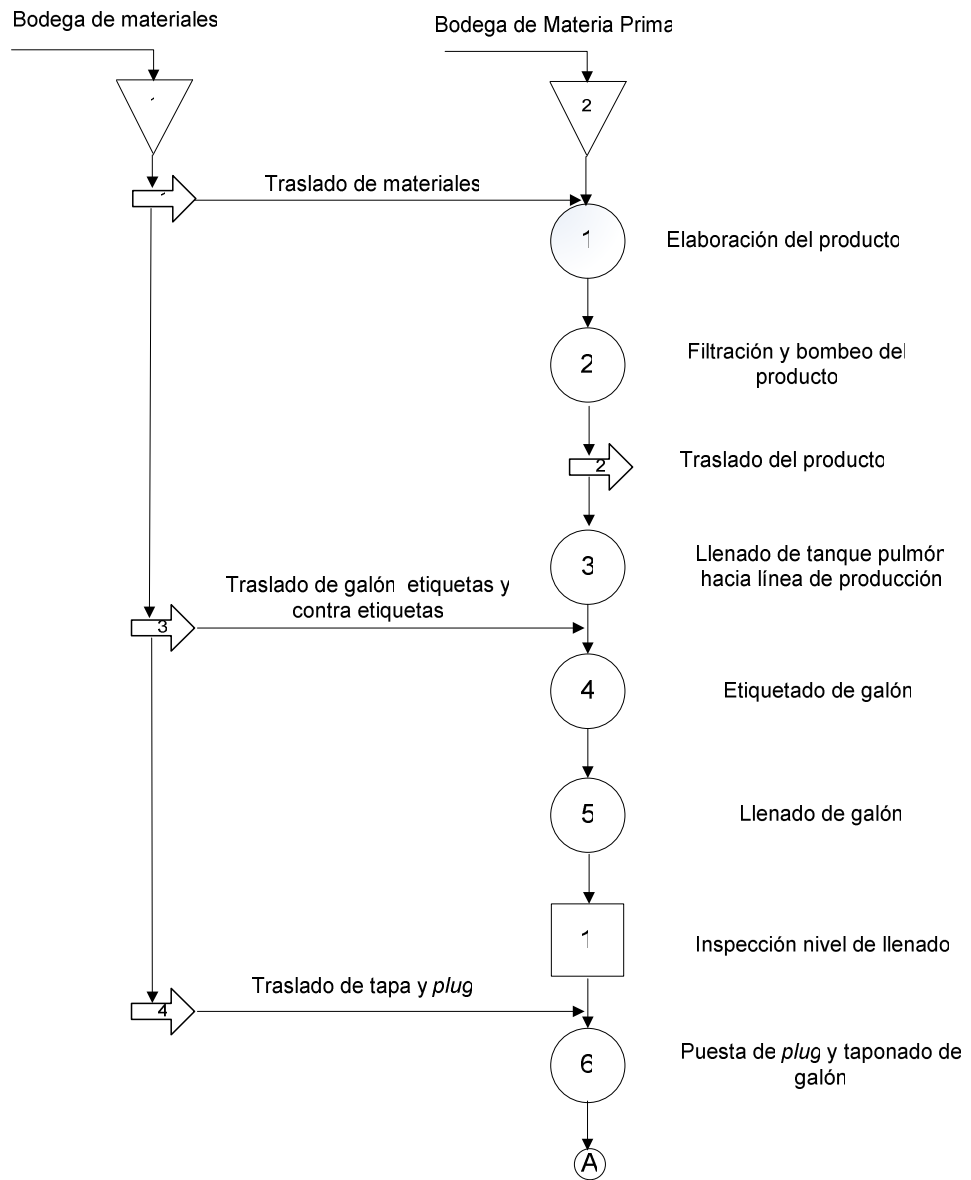 Bodega de materiales
Bodega de Materia Prima
2
Traslado de materiales
1
Elaboración del producto
2
Filtración y bombeo del
producto
2
Traslado del producto
3
Llenado de tanque pulmón
hacia línea de producción
Traslado de galón etiquetas y
contra etiquetas
3
4
Etiquetado de galón
5
Llenado de galón
1
Inspección nivel de llenado
Traslado de tapa y plug
4
6
Puesta de plug y taponado de
galón
A